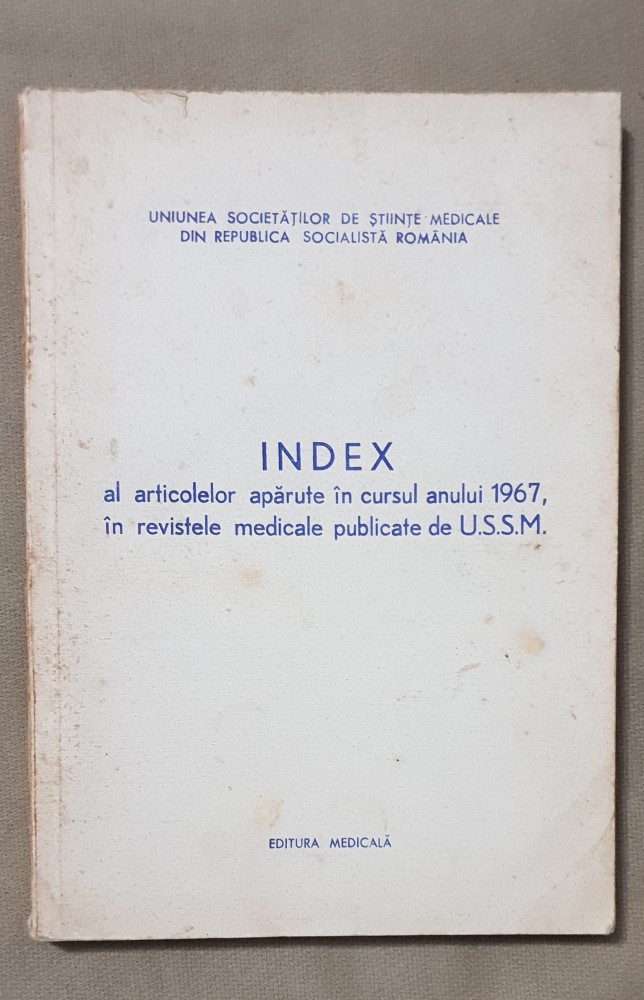 UNIUNEA SOCIETĂȚILOR DE ȘTIINȚE MEDICALE
DIN REPUBLICA SOCIALISTĂ ROMÂNIA
INDEX
al articolelor apărute în cursul anului 1967,
în revistele medicale publicate de U.S.S.M.
EDITURA MEDICALĂ